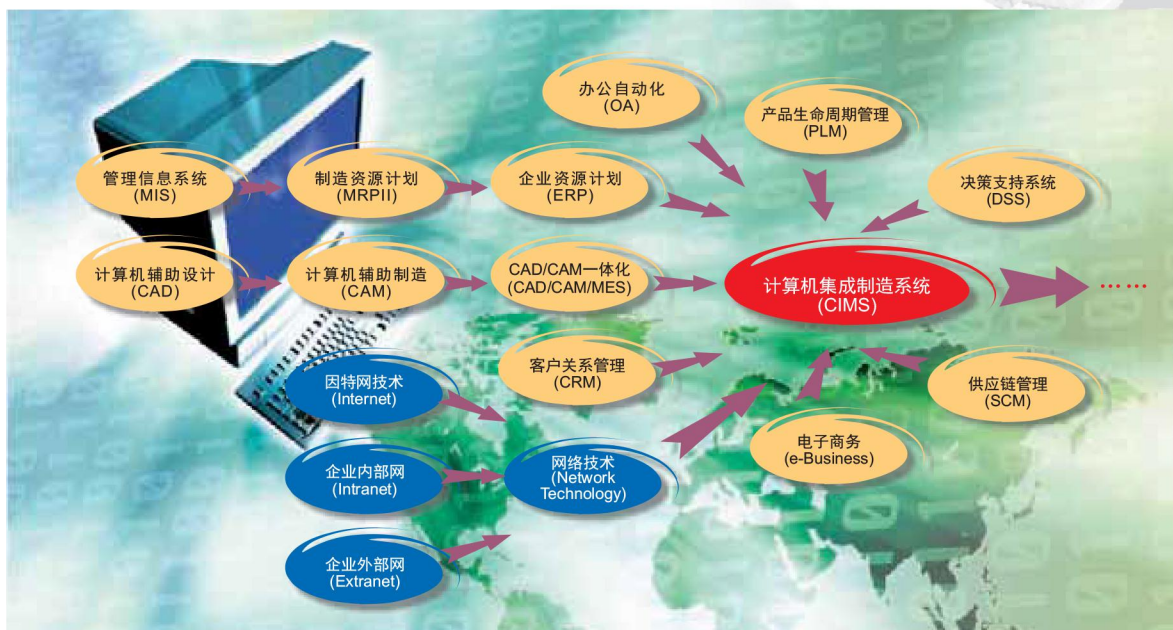 办公自动化
(OA)
产品生命周期管理
(PLM)
管理信息系统
(MIS)
制造资源计划
(MRPII)
企业资源计划
(ERP)
决策支持系统
(DSS)
计算机辅助设计
(CAD)
计算机辅助制造
(CAM)
CAD/CAM一体化
(CAD/CAM/MES)
计算机集成制造系统
(CIMS)
……
因特网技术
(Internet)
客户关系管理
(CRM)
供应链管理
(SCM)
电子商务
(e-Business)
企业内部网
(Intranet)
网络技术
(Network
Technology)
企业外部网
(Extranet)